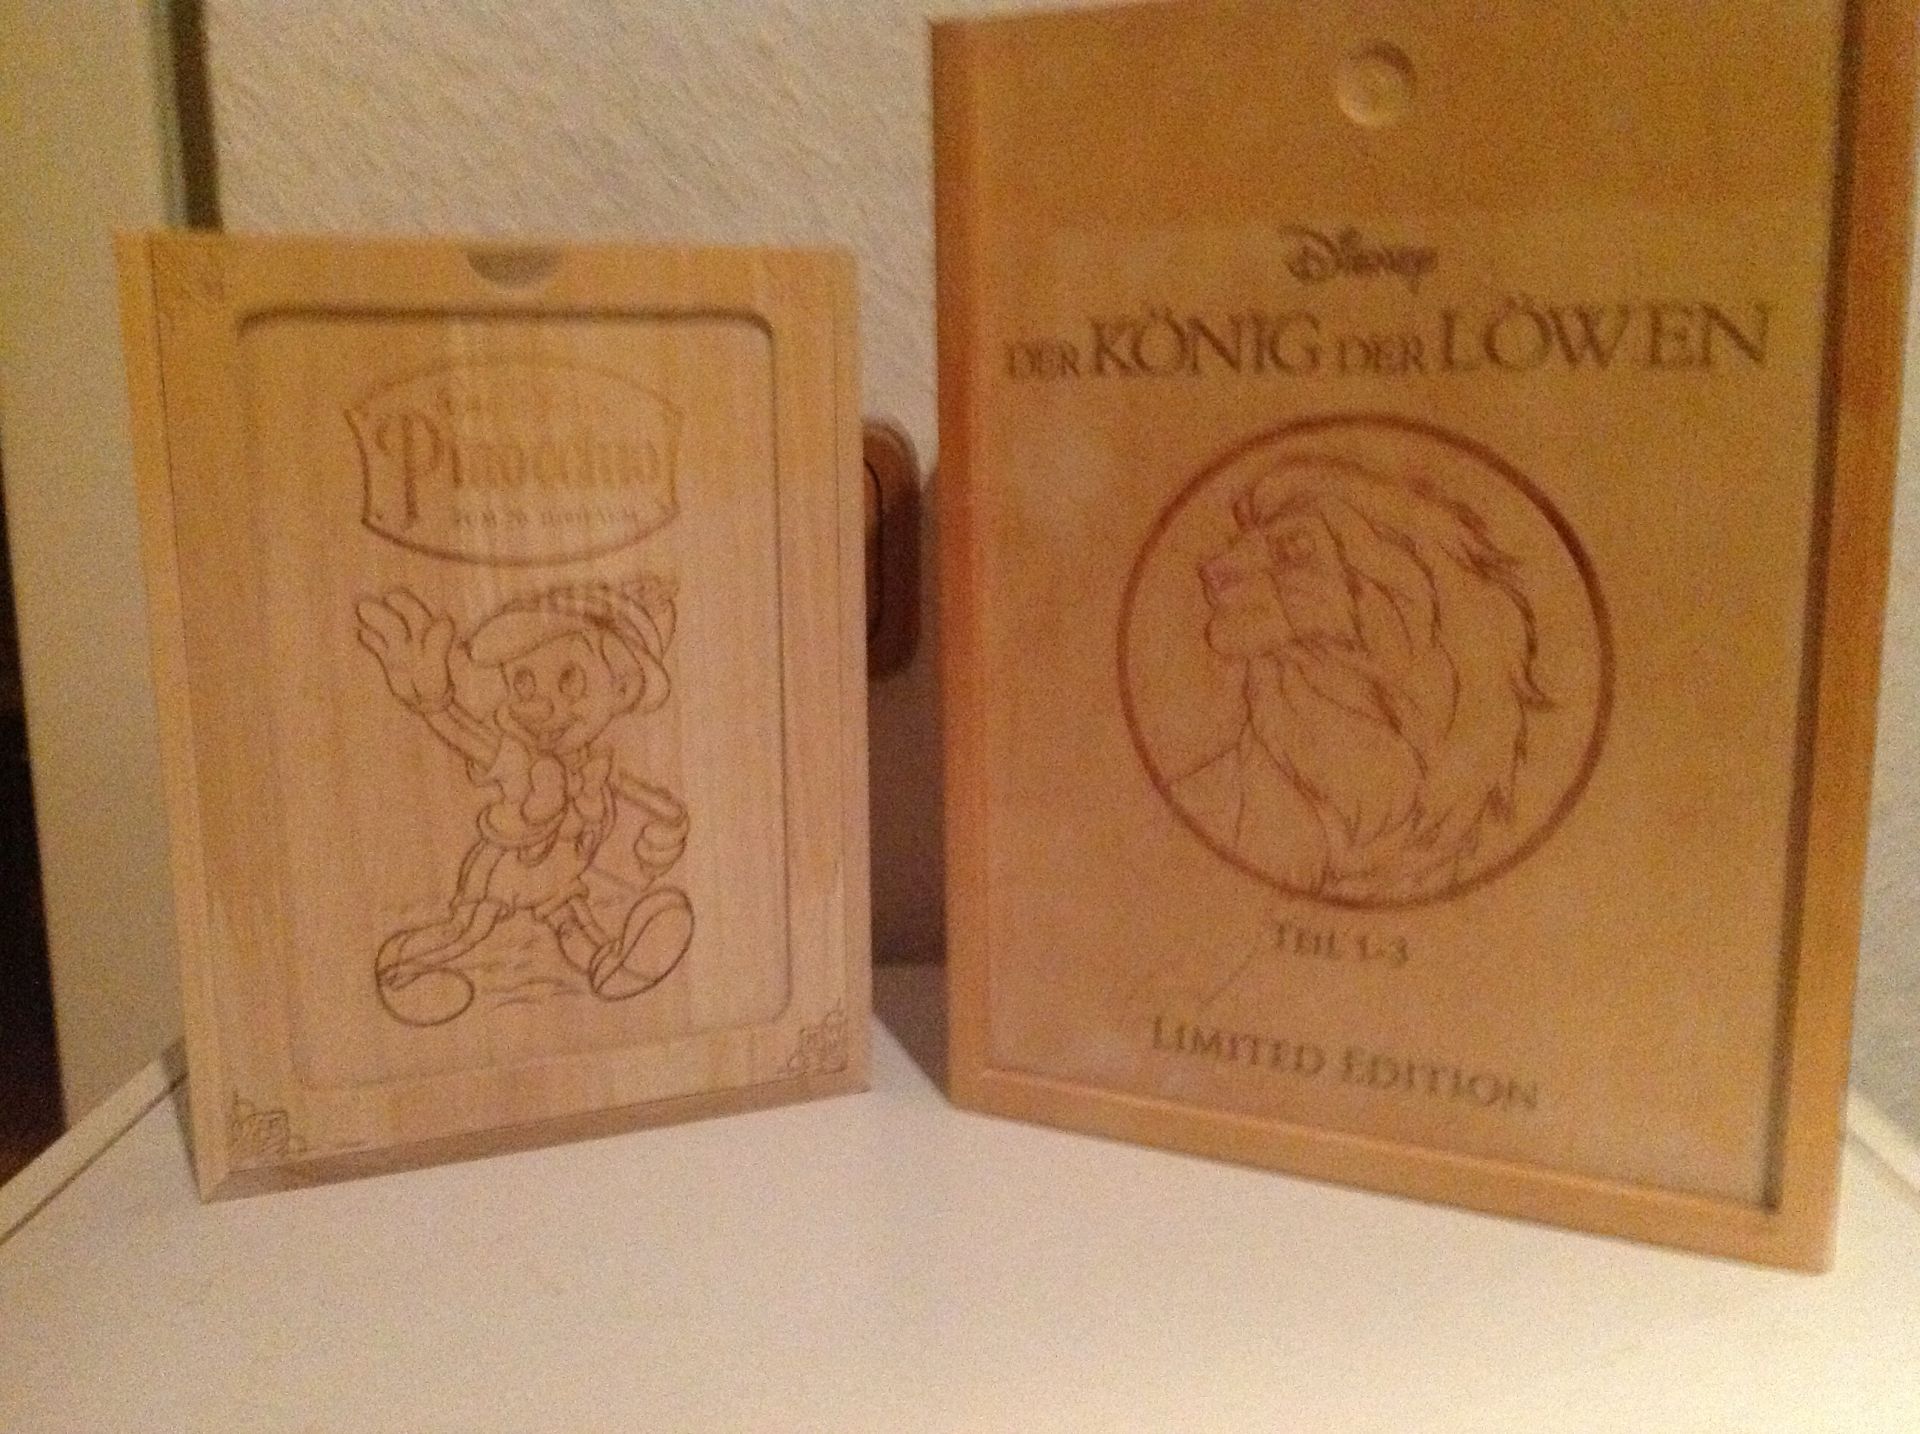 Pinocchio
Disney
DER KÖNIG DER LÖWEN
TEIL 1-3
LIMITED EDITION